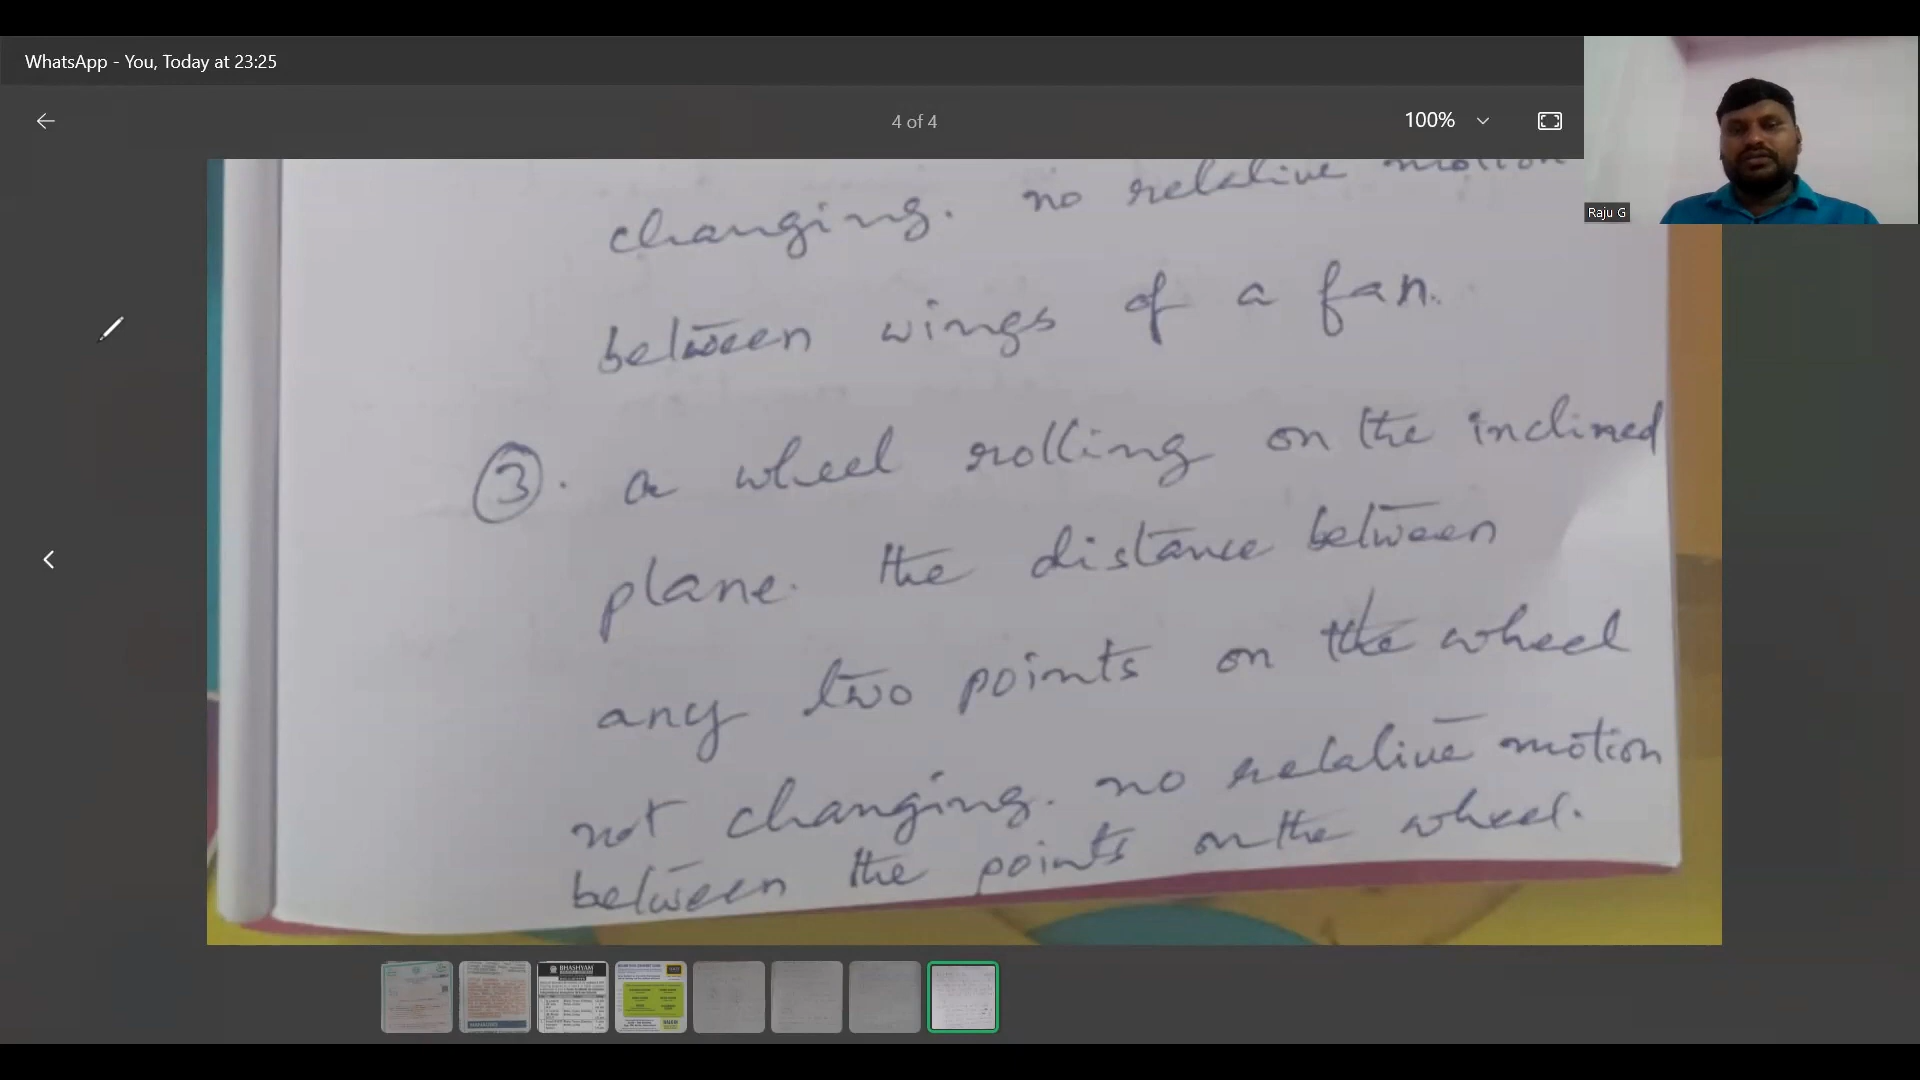 WhatsApp - You, Today at 23:25
4 of 4
100%
Raju G
changing. no relative motion
between wings of a fan.
3. a wheel rolling on the inclined
plane. the distance between
any two points on the wheel
not changing. no relative motion
between the points on the wheel.
BHASHYAM